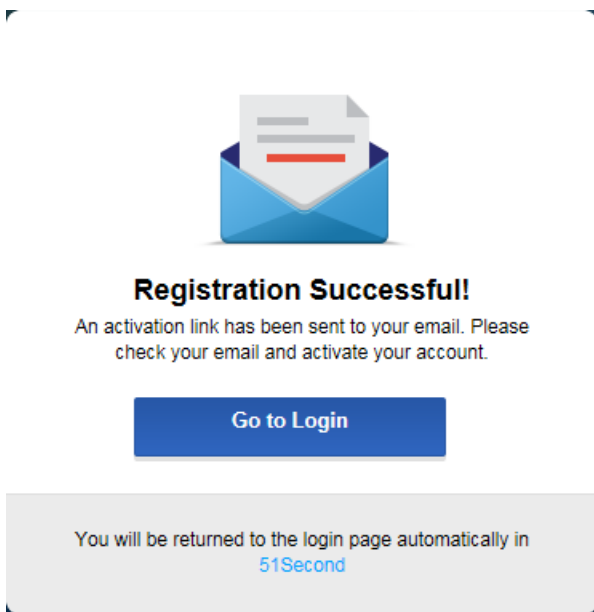 Registration Successful!
An activation link has been sent to your email. Please
check your email and activate your account.
Go to Login
You will be returned to the login page automatically in
51Second